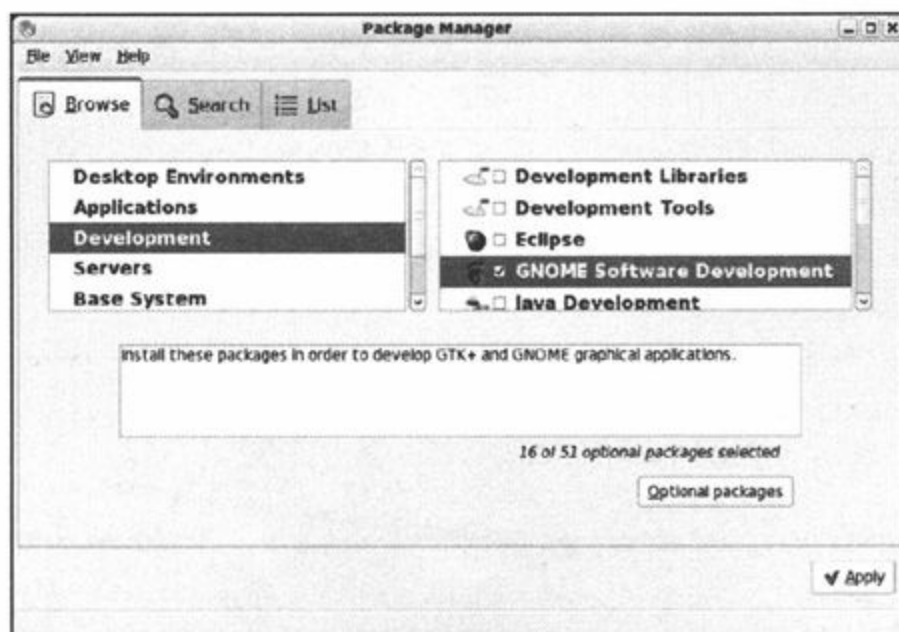 Package Manager
File View Help
Browse Search List
Desktop Environments
Applications
Development
Servers
Base System
Development Libraries
Development Tools
Eclipse
GNOME Software Development
Java Development
Install these packages in order to develop GTK+ and GNOME graphical applications.
16 of 51 optional packages selected
Optional packages
Apply